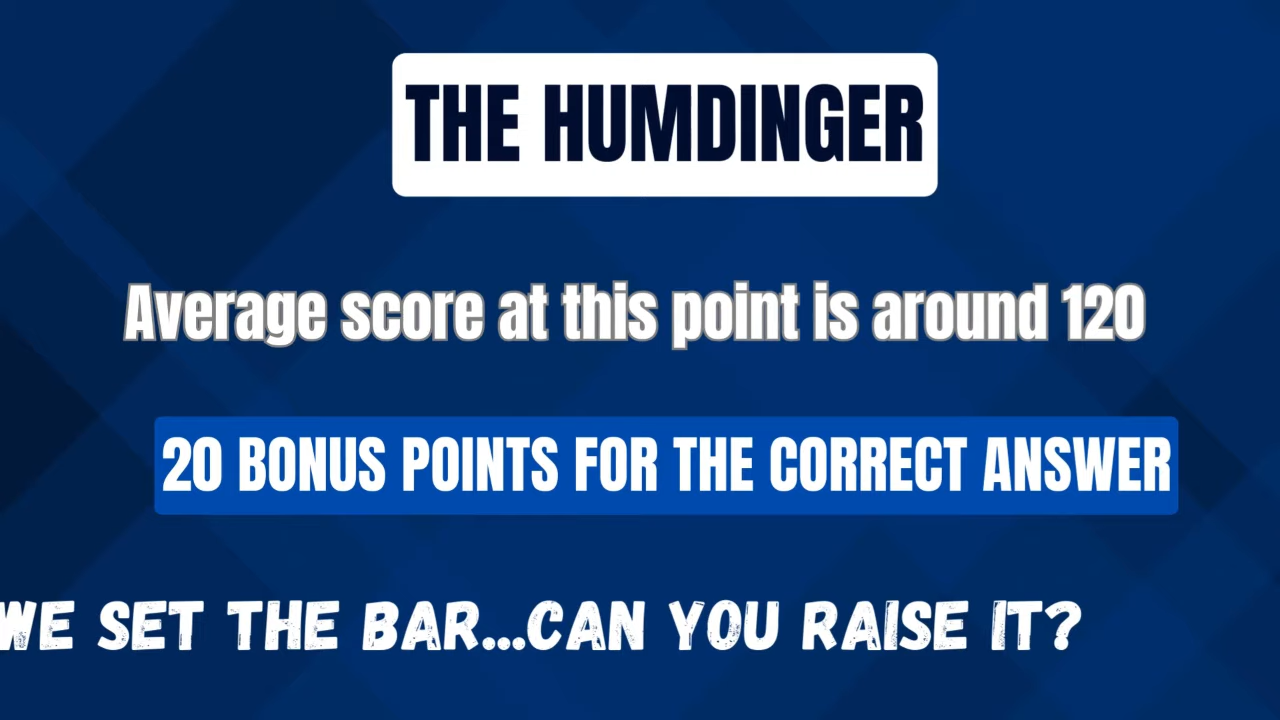 THE HUMDINGER
Average score at this point is around 120
20 BONUS POINTS FOR THE CORRECT ANSWER
WE SET THE BAR...CAN YOU RAISE IT?